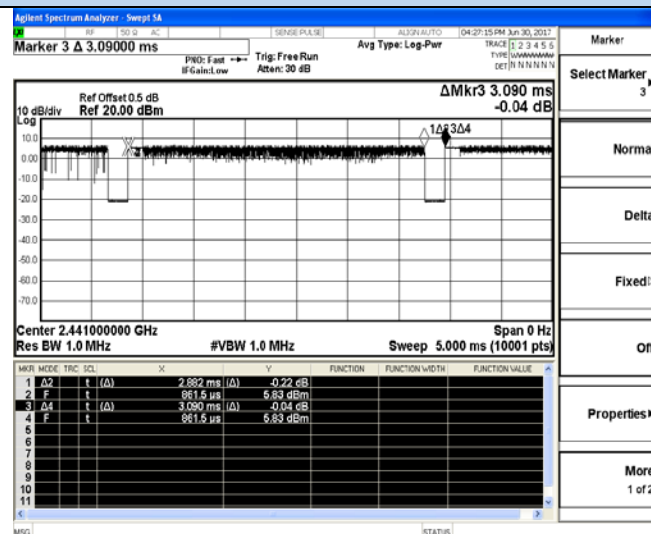 Agilent Spectrum Analyzer - Swept SA
RF 50 Ω AC SENSE:PULSE ALIGN AUTO 04:27:15 PM Jun 30, 2017
Marker 3 Δ 3.09000 ms
PNO: Fast
IFGain:Low
Trig: Free Run
Atten: 30 dB
Avg Type: Log-Pwr
TRACE 1 2 3 4 5 6
TYPE
DET N N N N N N
Ref Offset 0.5 dB
10 dB/div Ref 20.00 dBm
Log
ΔMkr3 3.090 ms
-0.04 dB
1Δ2 3Δ4
10.0
0.00
-10.0
-20.0
-30.0
-40.0
-50.0
-60.0
-70.0
Center 2.441000000 GHz Span 0 Hz
Res BW 1.0 MHz #VBW 1.0 MHz Sweep 5.000 ms (10001 pts)
MKR MODE TRC SCL X Y FUNCTION FUNCTION WIDTH FUNCTION VALUE
1 Δ2 t (Δ) 2.882 ms (Δ) -0.22 dB
2 F t 861.5 µs 5.83 dBm
3 Δ4 t (Δ) 3.090 ms (Δ) -0.04 dB
4 F t 861.5 µs 5.83 dBm
5
6
7
8
9
10
11
MSG STATUS
Marker
Select Marker
3
Norma
Delta
Fixed
Of
Properties
More
1 of 2